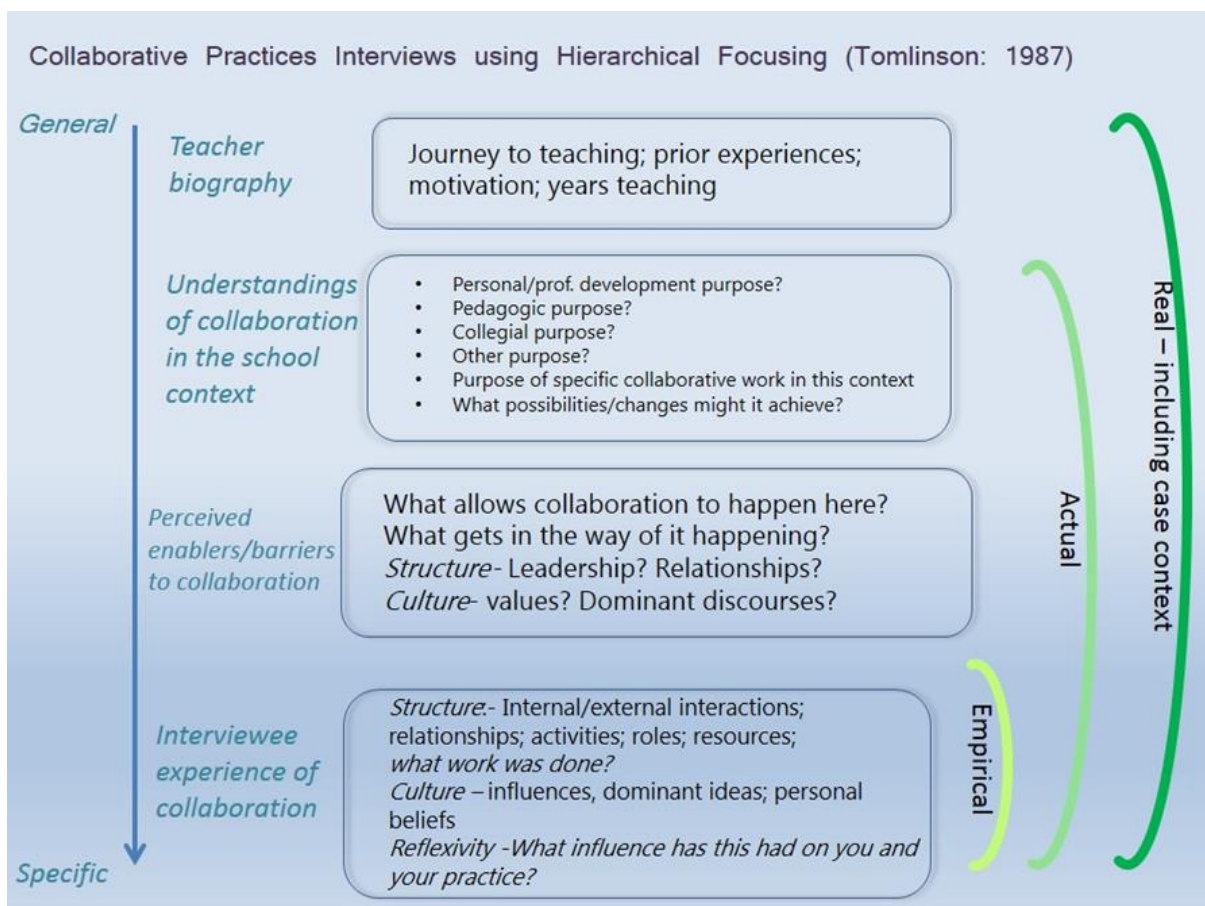 Collaborative Practices Interviews using Hierarchical Focusing (Tomlinson: 1987)
General
Teacher
biography
Journey to teaching; prior experiences;
motivation; years teaching
Understandings
of collaboration
in the school
context
• Personal/prof. development purpose?
• Pedagogic purpose?
• Collegial purpose?
• Other purpose?
• Purpose of specific collaborative work in this context
• What possibilities/changes might it achieve?
Perceived
enablers/barriers
to collaboration
What allows collaboration to happen here?
What gets in the way of it happening?
Structure- Leadership? Relationships?
Culture- values? Dominant discourses?
Interviewee
experience of
collaboration
Structure:- Internal/external interactions;
relationships; activities; roles; resources;
what work was done?
Culture – influences, dominant ideas; personal
beliefs
Reflexivity -What influence has this had on you and
your practice?
Specific
Empirical
Actual
Real – including case context